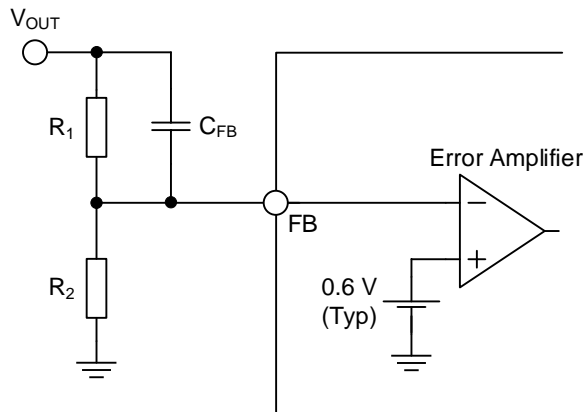 VOUT
R1
CFB
Error Amplifier
−
FB
+
R2
0.6 V
(Typ)